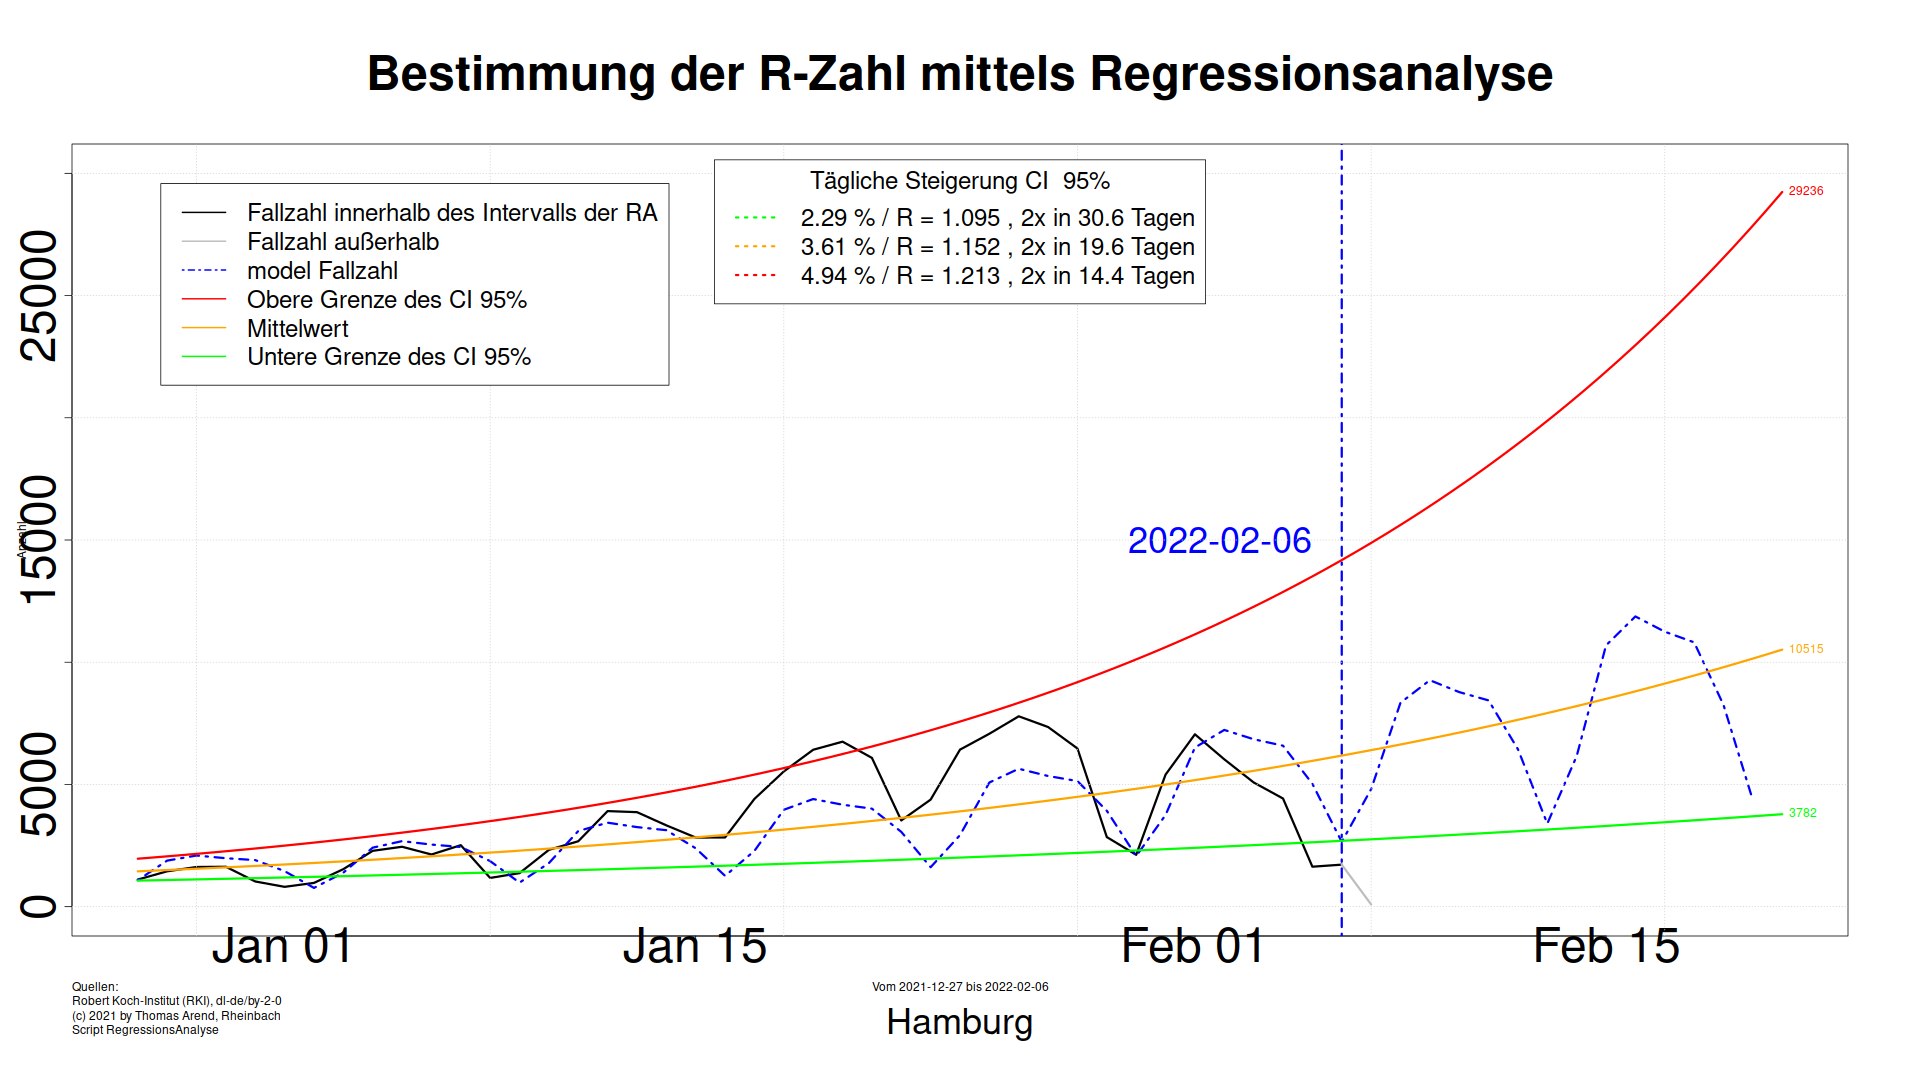 Bestimmung der R-Zahl mittels Regressionsanalyse
Fallzahl innerhalb des Intervalls der RA
Fallzahl außerhalb
model Fallzahl
Obere Grenze des CI 95%
Mittelwert
Untere Grenze des CI 95%
Tägliche Steigerung CI  95%
2.29 % / R = 1.095 , 2x in 30.6 Tagen
3.61 % / R = 1.152 , 2x in 19.6 Tagen
4.94 % / R = 1.213 , 2x in 14.4 Tagen
29236
25000
15000
Anzahl
2022-02-06
10515
5000
3782
0
Jan 01
Jan 15
Feb 01
Feb 15
Quellen:
Robert Koch-Institut (RKI), dl-de/by-2-0
(c) 2021 by Thomas Arend, Rheinbach
Script RegressionsAnalyse
Vom 2021-12-27 bis 2022-02-06
Hamburg